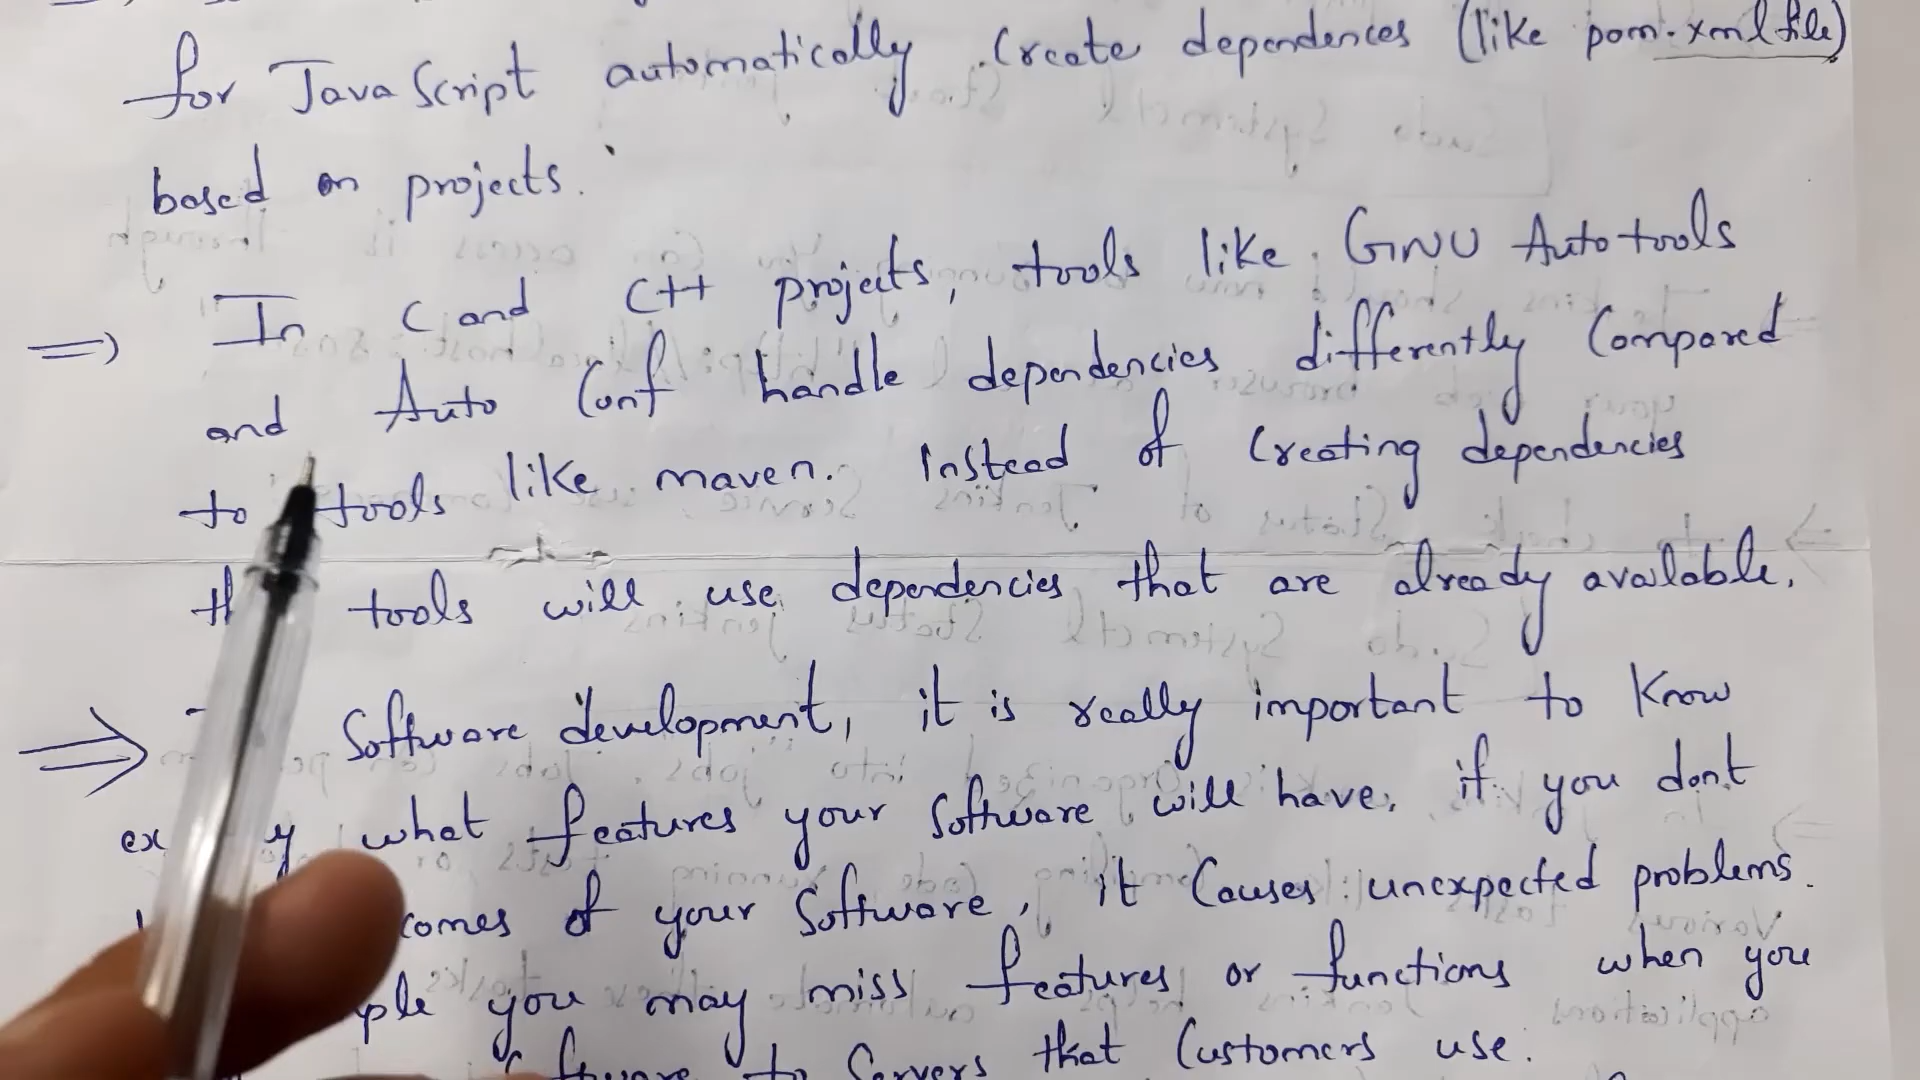 for JavaScript automatically create dependences (like pom.xml file)
based on projects.
=> In C and C++ projects, tools like GNU Autotools
and Auto Conf handle dependencies differently Compared
to tools like maven. Instead of Creating dependencies
tools will use dependencies that are already available.
=> Software development, it is really important to Know
what features your Software will have. if you dont
comes of your Software, it Causes unexpected problems.
you may miss features or functions when you
to Servers that Customers use.